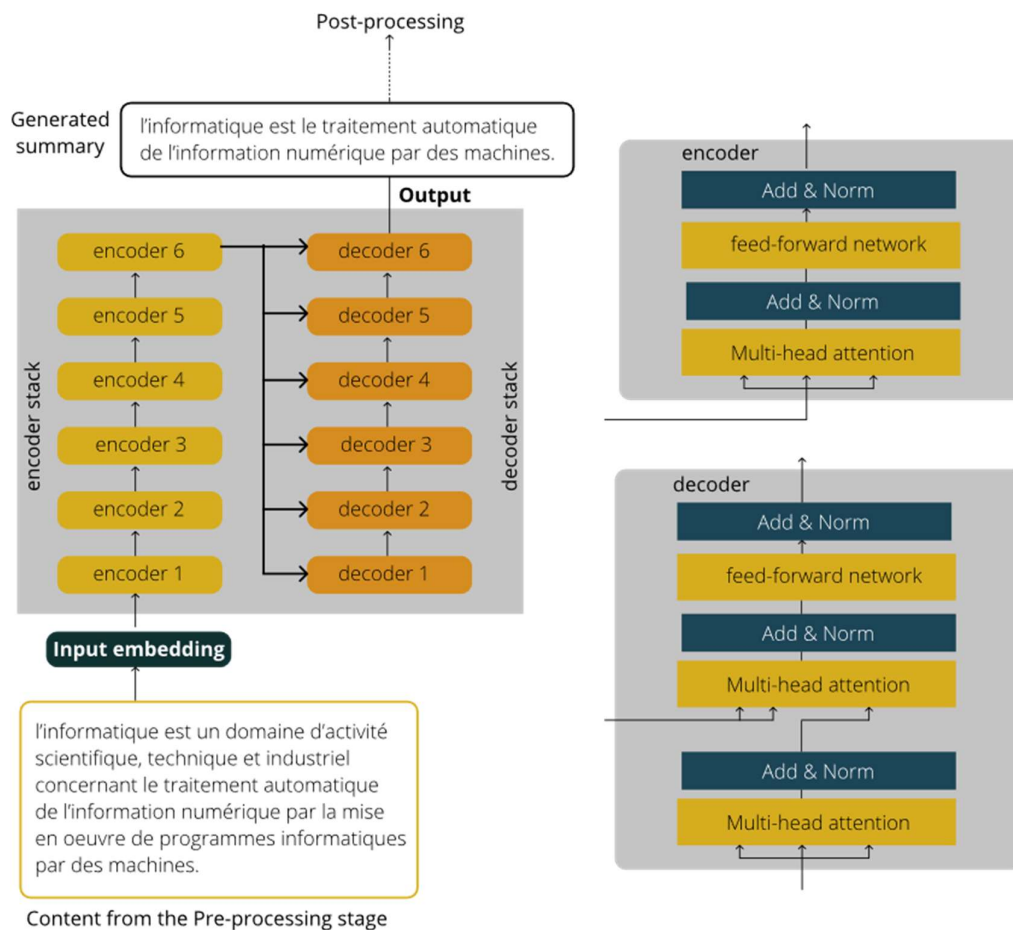 Post-processing
Generated
summary
l'informatique est le traitement automatique
de l'information numérique par des machines.
Output
encoder stack
encoder 6
encoder 5
encoder 4
encoder 3
encoder 2
encoder 1
decoder 6
decoder 5
decoder 4
decoder 3
decoder 2
decoder 1
decoder stack
Input embedding
l'informatique est un domaine d'activité
scientifique, technique et industriel
concernant le traitement automatique
de l'information numérique par la mise
en oeuvre de programmes informatiques
par des machines.
Content from the Pre-processing stage
encoder
Add & Norm
feed-forward network
Add & Norm
Multi-head attention
decoder
Add & Norm
feed-forward network
Add & Norm
Multi-head attention
Add & Norm
Multi-head attention